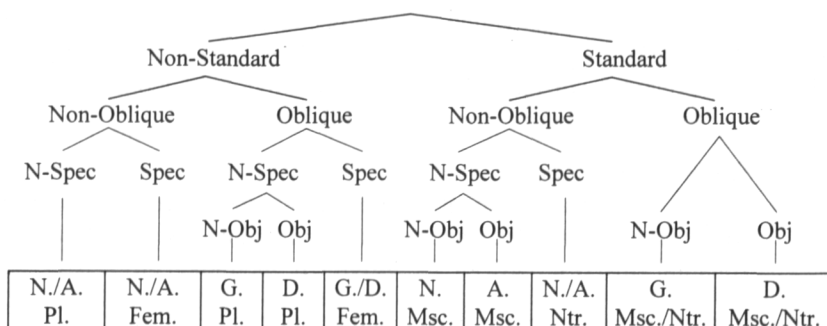 Non-Standard Standard
Non-Oblique Oblique Non-Oblique Oblique
N-Spec Spec N-Spec Spec N-Spec Spec
N-Obj Obj N-Obj Obj N-Obj Obj
N./A. N./A. G. D. G./D. N. A. N./A. G. D.
Pl. Fem. Pl. Pl. Fem. Msc. Msc. Ntr. Msc./Ntr. Msc./Ntr.